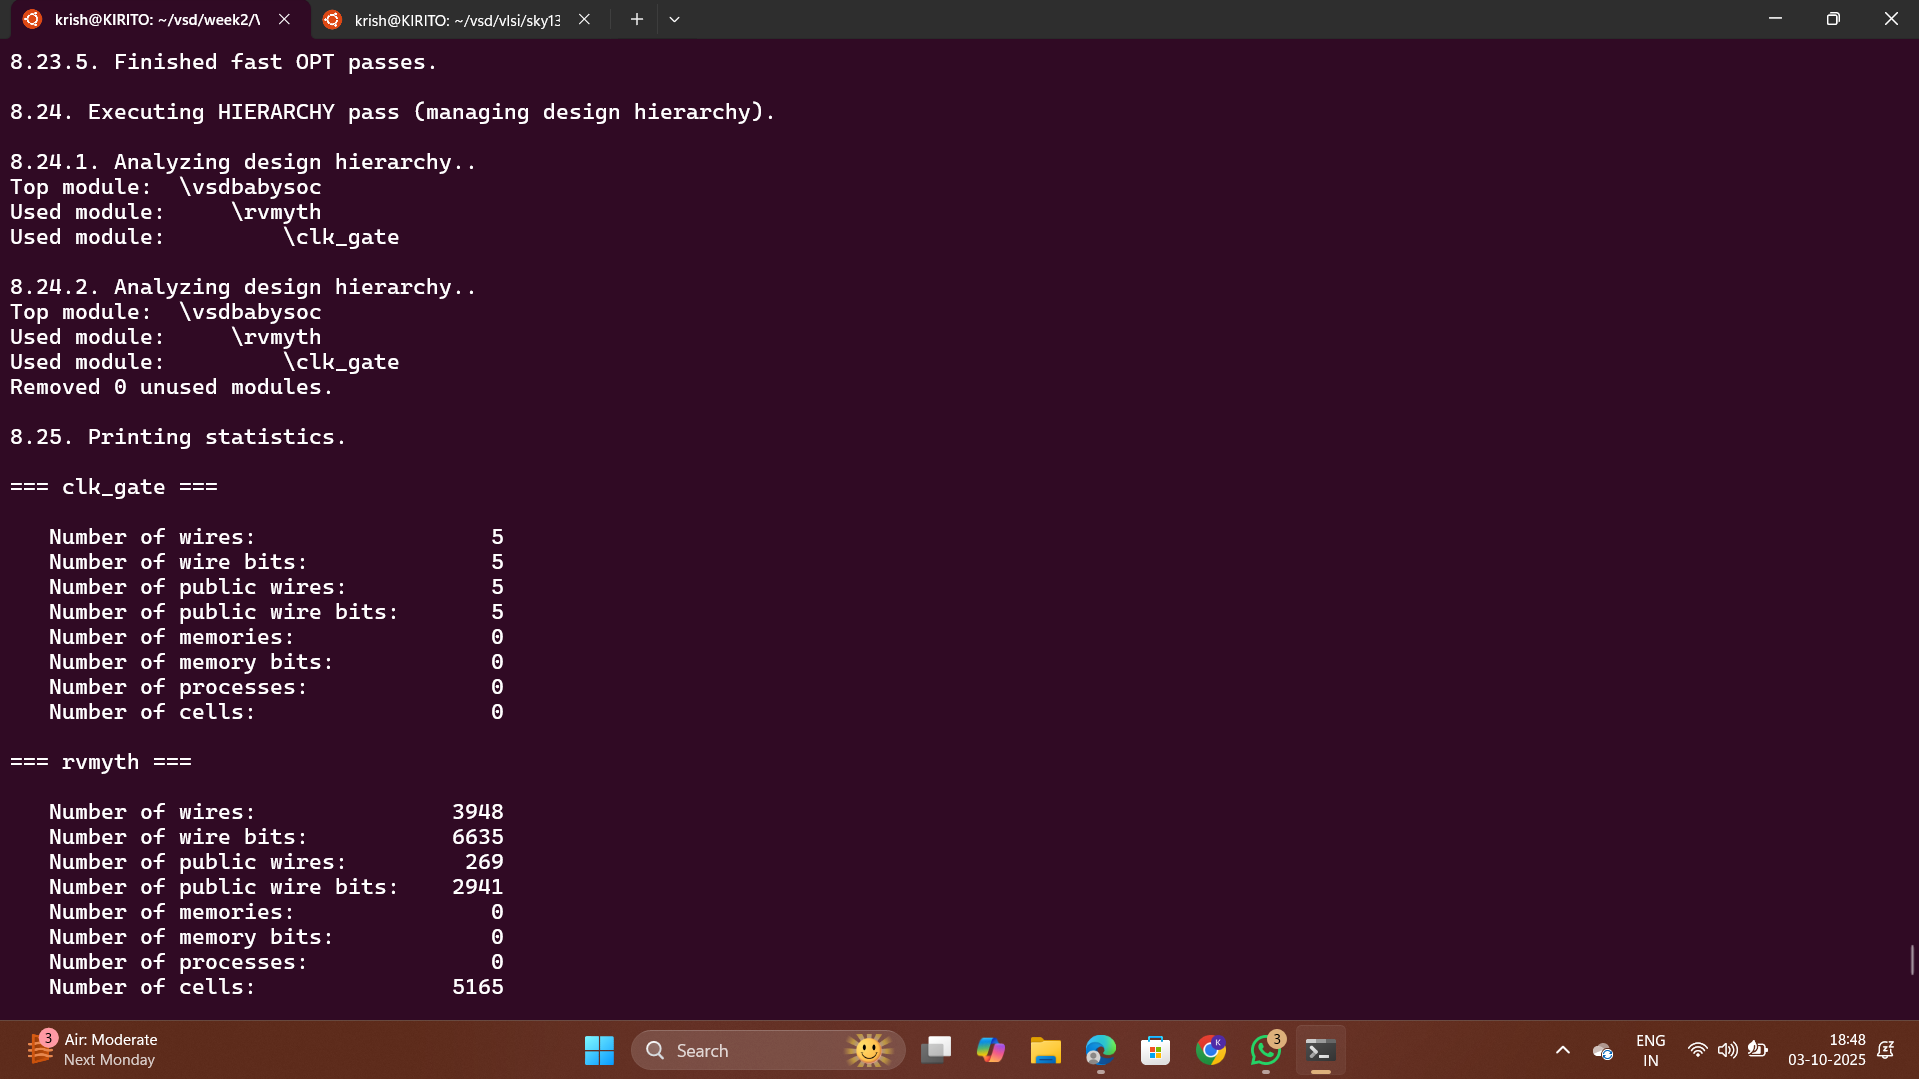 krish@KIRITO: ~/vsd/week2/V
krish@KIRITO: ~/vsd/vlsi/sky13
8.23.5. Finished fast OPT passes.
8.24. Executing HIERARCHY pass (managing design hierarchy).
8.24.1. Analyzing design hierarchy..
Top module:  \vsdbabysoc
Used module:     \rvmyth
Used module:         \clk_gate
8.24.2. Analyzing design hierarchy..
Top module:  \vsdbabysoc
Used module:     \rvmyth
Used module:         \clk_gate
Removed 0 unused modules.
8.25. Printing statistics.
=== clk_gate ===
Number of wires:                  5
Number of wire bits:              5
Number of public wires:           5
Number of public wire bits:       5
Number of memories:               0
Number of memory bits:            0
Number of processes:              0
Number of cells:                  0
=== rvmyth ===
Number of wires:               3948
Number of wire bits:           6635
Number of public wires:         269
Number of public wire bits:    2941
Number of memories:               0
Number of memory bits:            0
Number of processes:              0
Number of cells:               5165
3
Air: Moderate
Next Monday
Search
K
3
ENG
IN
18:48
03-10-2025